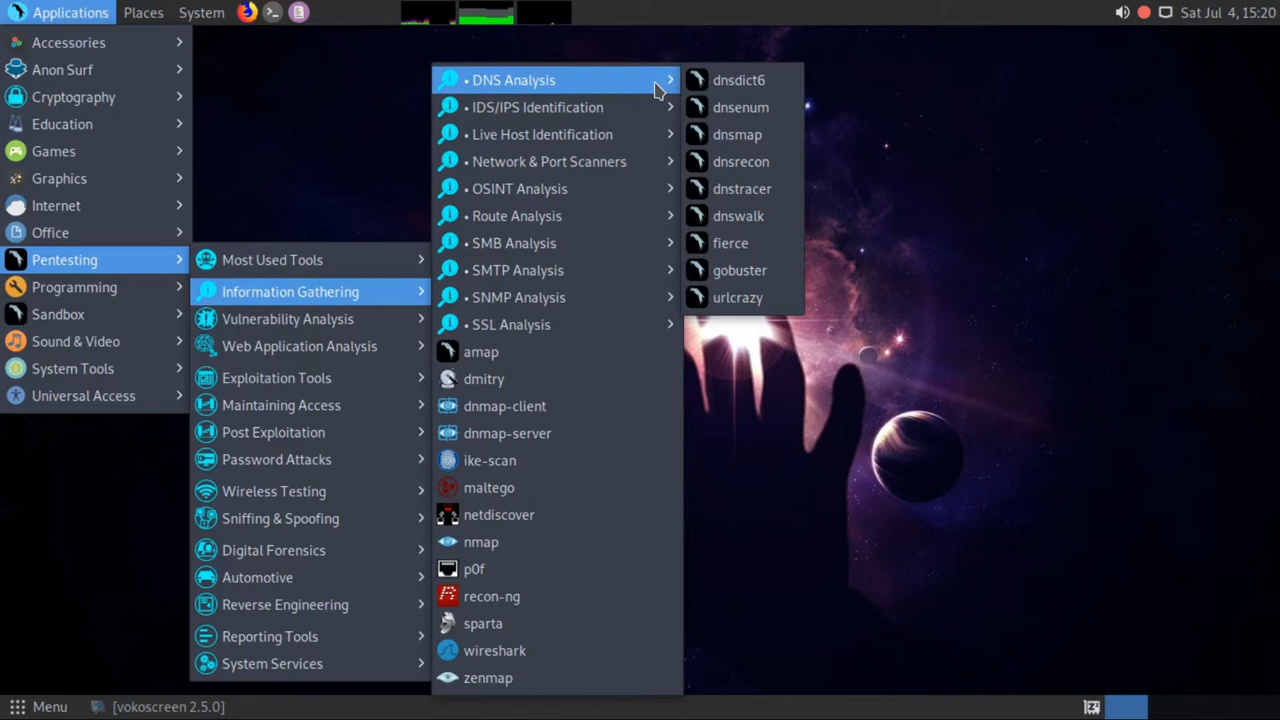 Applications Places System Sat Jul 4, 15:20
Accessories
Anon Surf
Cryptography
Education
Games
Graphics
Internet
Office
Pentesting
Programming
Sandbox
Sound & Video
System Tools
Universal Access
Most Used Tools
Information Gathering
Vulnerability Analysis
Web Application Analysis
Exploitation Tools
Maintaining Access
Post Exploitation
Password Attacks
Wireless Testing
Sniffing & Spoofing
Digital Forensics
Automotive
Reverse Engineering
Reporting Tools
System Services
• DNS Analysis
• IDS/IPS Identification
• Live Host Identification
• Network & Port Scanners
• OSINT Analysis
• Route Analysis
• SMB Analysis
• SMTP Analysis
• SNMP Analysis
• SSL Analysis
amap
dmitry
dnmap-client
dnmap-server
ike-scan
maltego
netdiscover
nmap
p0f
recon-ng
sparta
wireshark
zenmap
dnsdict6
dnsenum
dnsmap
dnsrecon
dnstracer
dnswalk
fierce
gobuster
urlcrazy
Menu [vokoscreen 2.5.0]